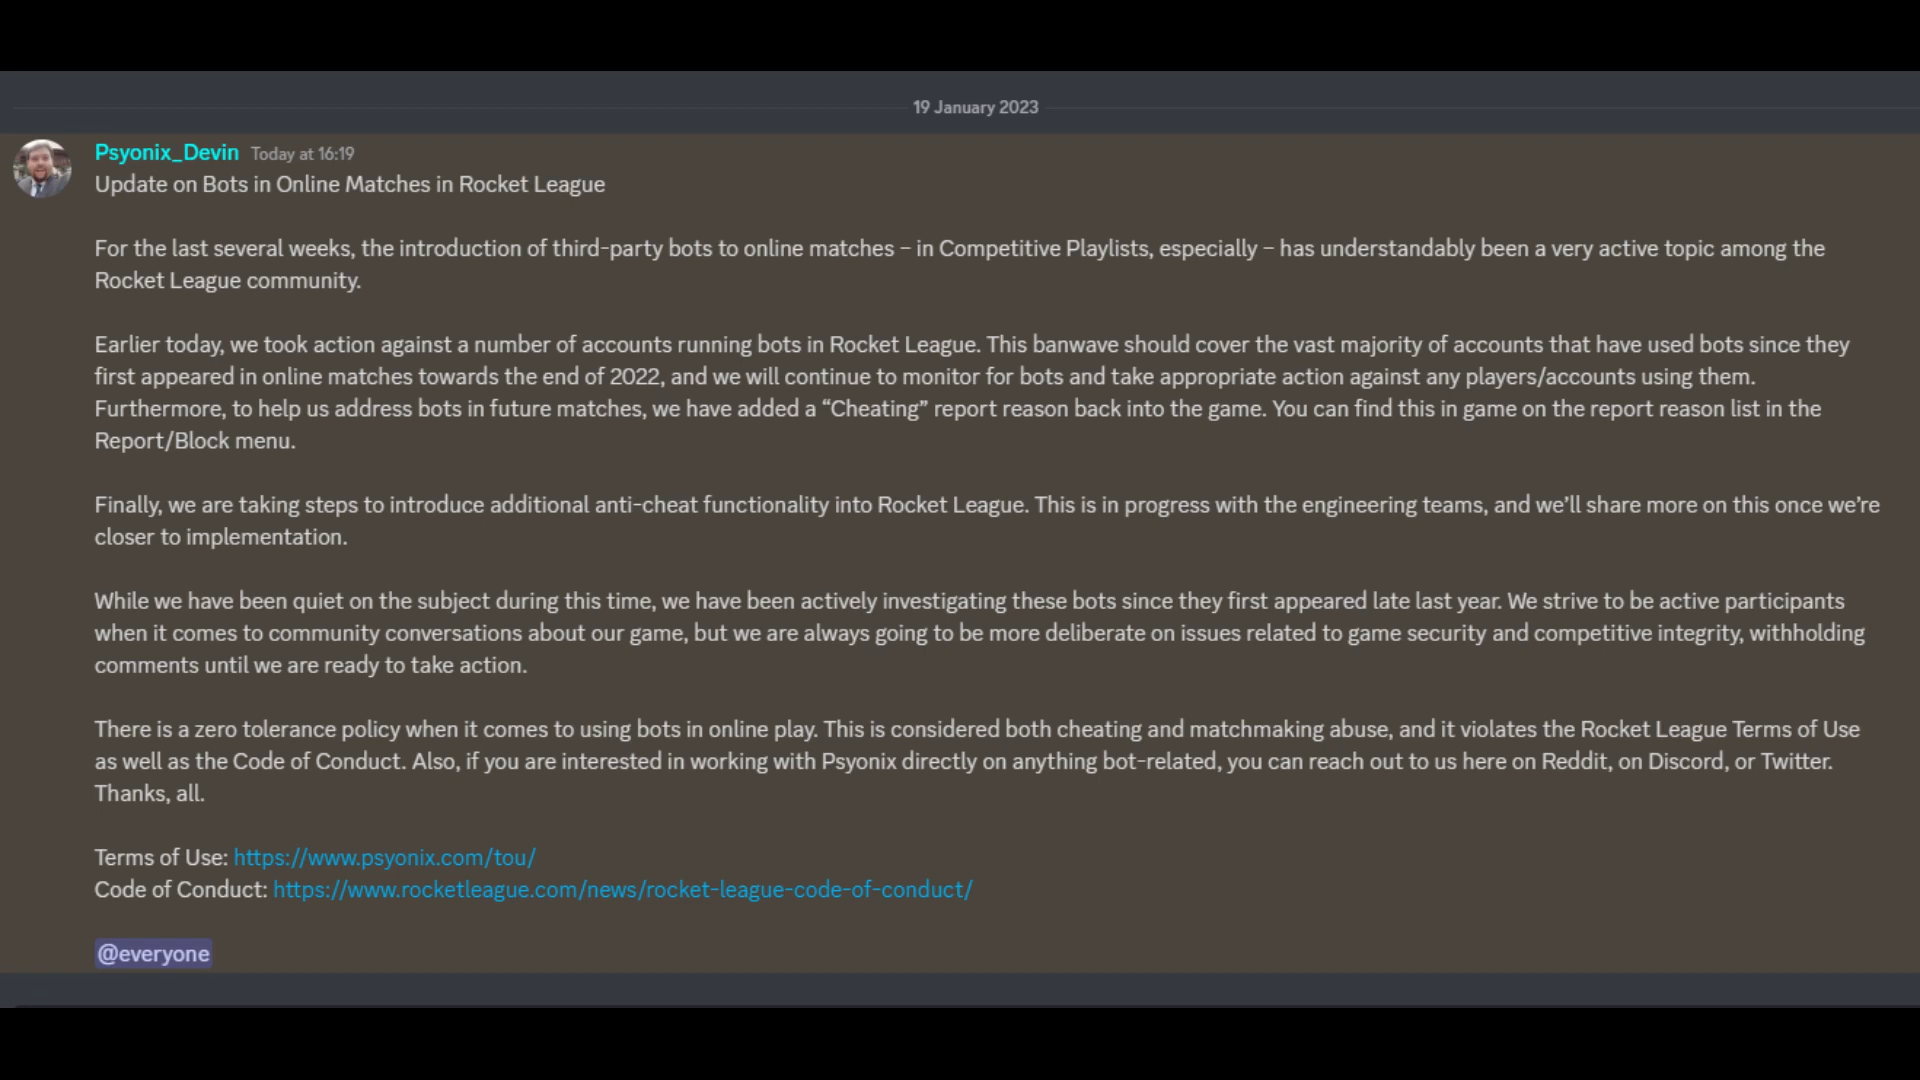 19 January 2023
Psyonix_Devin Today at 16:19
Update on Bots in Online Matches in Rocket League
For the last several weeks, the introduction of third-party bots to online matches – in Competitive Playlists, especially – has understandably been a very active topic among the
Rocket League community.
Earlier today, we took action against a number of accounts running bots in Rocket League. This banwave should cover the vast majority of accounts that have used bots since they
first appeared in online matches towards the end of 2022, and we will continue to monitor for bots and take appropriate action against any players/accounts using them.
Furthermore, to help us address bots in future matches, we have added a “Cheating” report reason back into the game. You can find this in game on the report reason list in the
Report/Block menu.
Finally, we are taking steps to introduce additional anti-cheat functionality into Rocket League. This is in progress with the engineering teams, and we’ll share more on this once we’re
closer to implementation.
While we have been quiet on the subject during this time, we have been actively investigating these bots since they first appeared late last year. We strive to be active participants
when it comes to community conversations about our game, but we are always going to be more deliberate on issues related to game security and competitive integrity, withholding
comments until we are ready to take action.
There is a zero tolerance policy when it comes to using bots in online play. This is considered both cheating and matchmaking abuse, and it violates the Rocket League Terms of Use
as well as the Code of Conduct. Also, if you are interested in working with Psyonix directly on anything bot-related, you can reach out to us here on Reddit, on Discord, or Twitter.
Thanks, all.
Terms of Use: https://www.psyonix.com/tou/
Code of Conduct: https://www.rocketleague.com/news/rocket-league-code-of-conduct/
@everyone